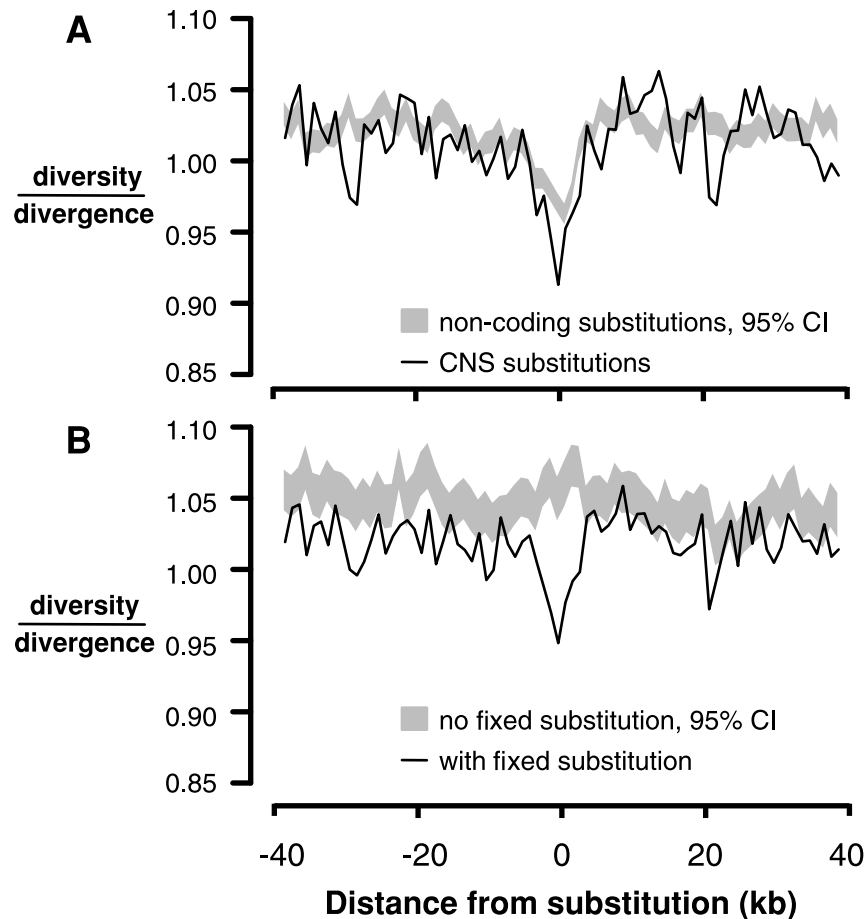 A
1.10
1.05
1.00
0.95
0.90
0.85
diversity
divergence
non-coding substitutions, 95% CI
CNS substitutions
B
1.10
1.05
1.00
0.95
0.90
0.85
diversity
divergence
no fixed substitution, 95% CI
with fixed substitution
-40 -20 0 20 40
Distance from substitution (kb)